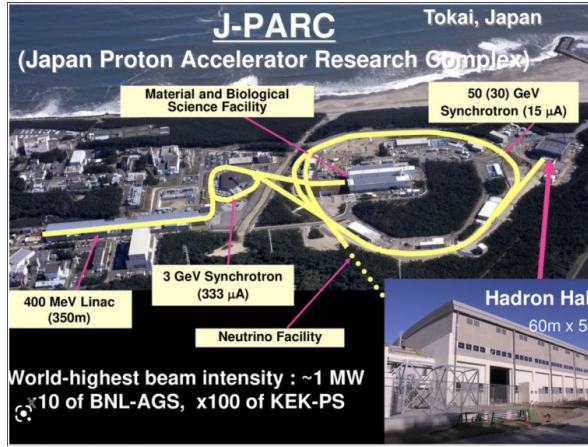 J-PARC
Tokai, Japan
(Japan Proton Accelerator Research Complex)
Material and Biological
Science Facility
50 (30) GeV
Synchrotron (15 μA)
3 GeV Synchrotron
(333 μA)
400 MeV Linac
(350m)
Neutrino Facility
Hadron Hal
60m x 5
World-highest beam intensity : ~1 MW
x10 of BNL-AGS, x100 of KEK-PS